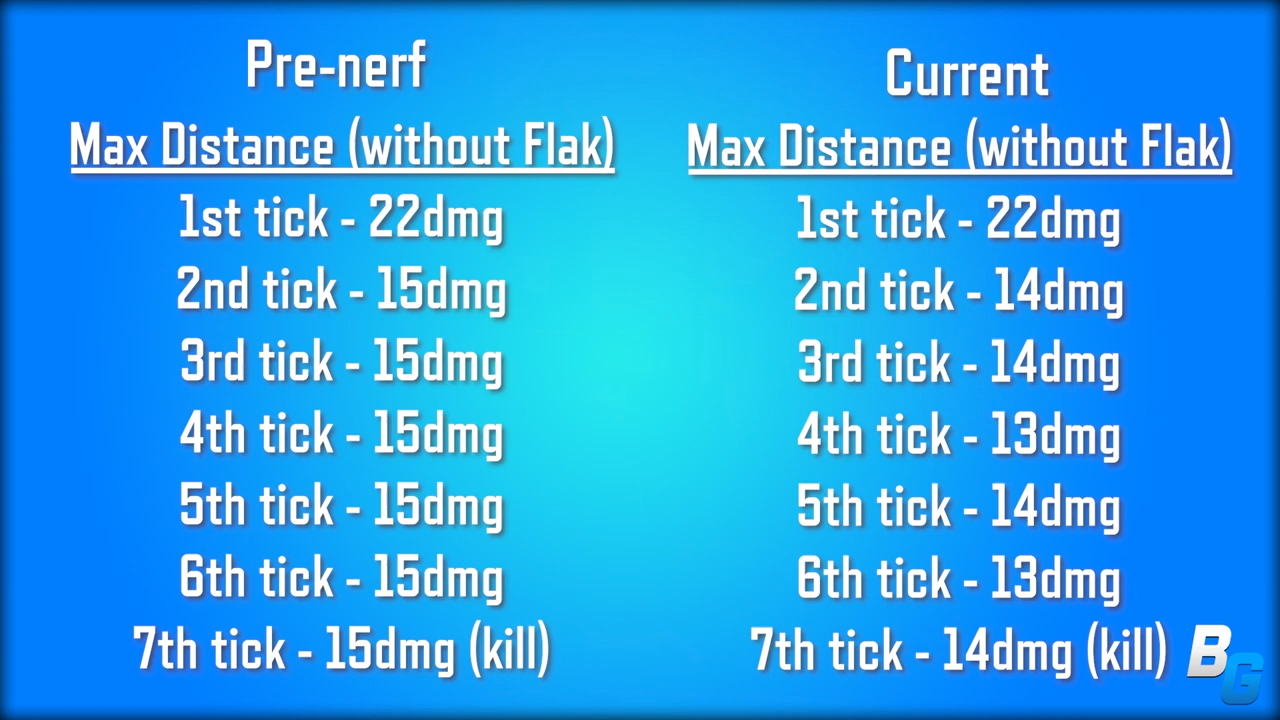 Pre-nerf
Max Distance (without Flak)
1st tick - 22dmg
2nd tick - 15dmg
3rd tick - 15dmg
4th tick - 15dmg
5th tick - 15dmg
6th tick - 15dmg
7th tick - 15dmg (kill)
Current
Max Distance (without Flak)
1st tick - 22dmg
2nd tick - 14dmg
3rd tick - 14dmg
4th tick - 13dmg
5th tick - 14dmg
6th tick - 13dmg
7th tick - 14dmg (kill)
BG